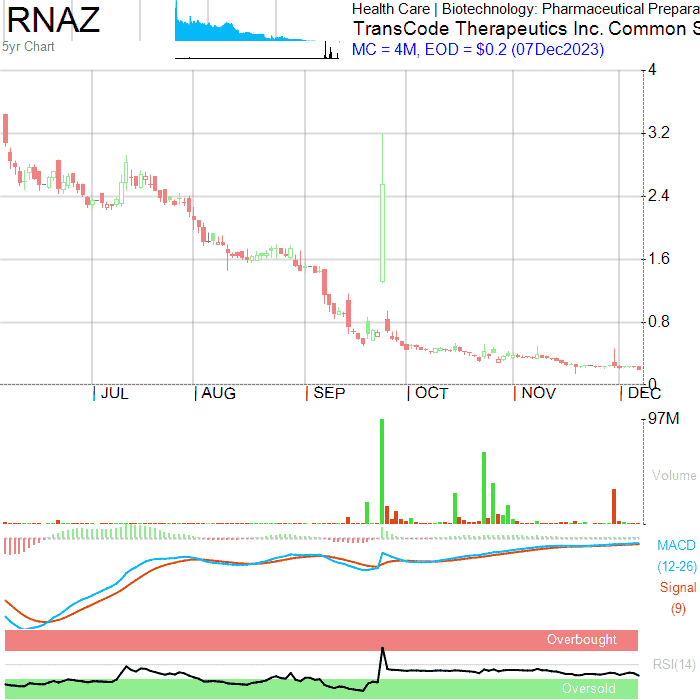 RNAZ
5yr Chart
Health Care | Biotechnology: Pharmaceutical Prepara
TransCode Therapeutics Inc. Common S
MC = 4M, EOD = $0.2 (07Dec2023)
4
3.2
2.4
1.6
0.8
0
JUL AUG SEP OCT NOV DEC
97M
Volume
MACD
(12-26)
Signal
(9)
Overbought
RSI(14)
Oversold